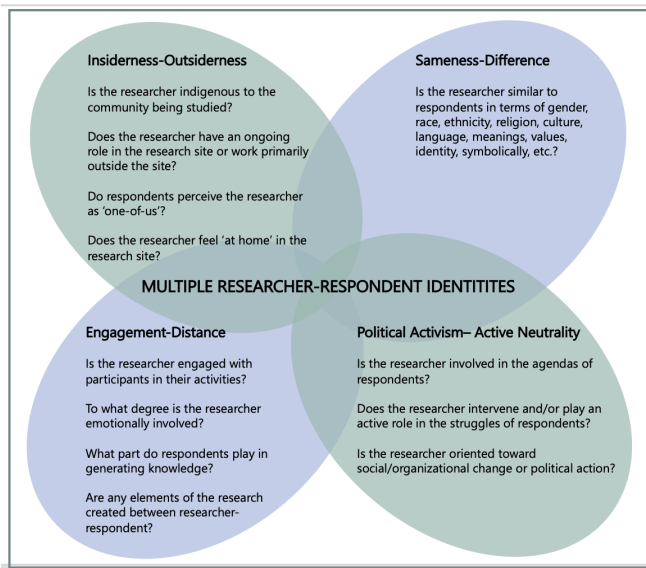 Insiderness-Outsiderness
Is the researcher indigenous to the
community being studied?
Does the researcher have an ongoing
role in the research site or work primarily
outside the site?
Do respondents perceive the researcher
as ‘one-of-us’?
Does the researcher feel ‘at home’ in the
research site?
Sameness-Difference
Is the researcher similar to
respondents in terms of gender,
race, ethnicity, religion, culture,
language, meanings, values,
identity, symbolically, etc.?
MULTIPLE RESEARCHER-RESPONDENT IDENTITITES
Engagement-Distance
Is the researcher engaged with
participants in their activities?
To what degree is the researcher
emotionally involved?
What part do respondents play in
generating knowledge?
Are any elements of the research
created between researcher-
respondent?
Political Activism– Active Neutrality
Is the researcher involved in the agendas of
respondents?
Does the researcher intervene and/or play an
active role in the struggles of respondents?
Is the researcher oriented toward
social/organizational change or political action?